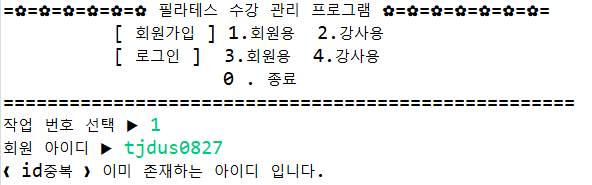 =✿=✿=✿=✿=✿=✿ 필라테스 수강 관리 프로그램 ✿=✿=✿=✿=✿=✿=
[ 회원가입 ] 1.회원용 2.강사용
[ 로그인 ] 3.회원용 4.강사용
0 . 종료
====================================================
작업 번호 선택 ▶ 1
회원 아이디 ▶ tjdus0827
❰ id중복 ❱ 이미 존재하는 아이디 입니다.